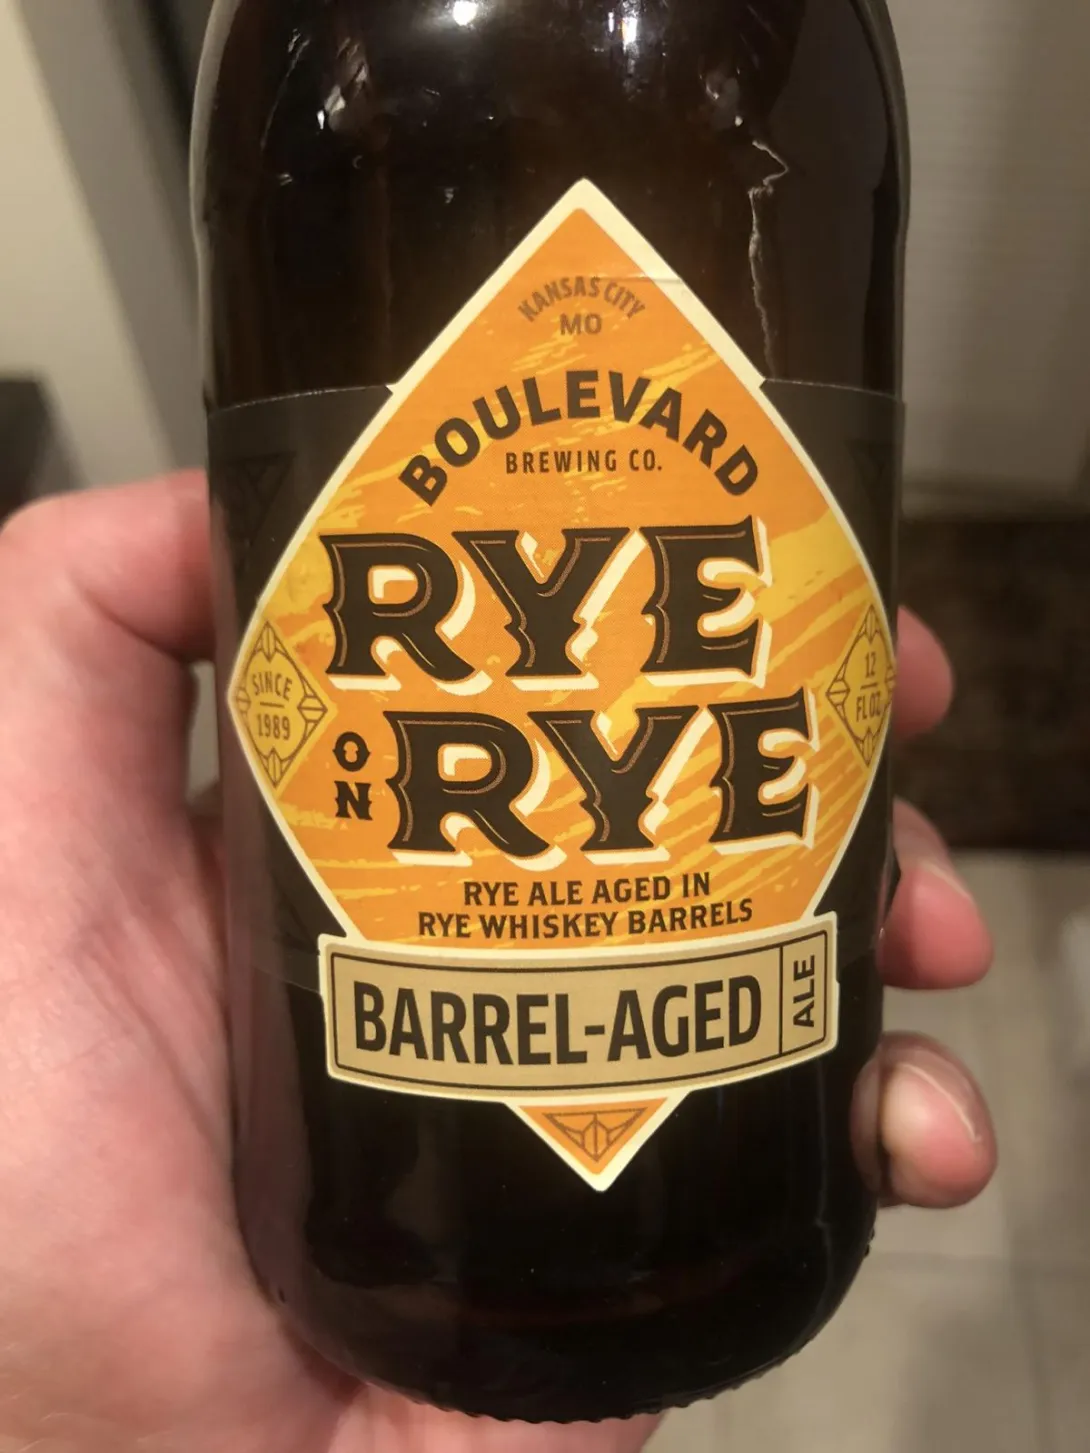 KANSAS CITY
MO
BOULEVARD
BREWING CO.
RYE
SINCE
1989
12
FL OZ
ON
RYE
RYE ALE AGED IN
RYE WHISKEY BARRELS
BARREL-AGED
ALE